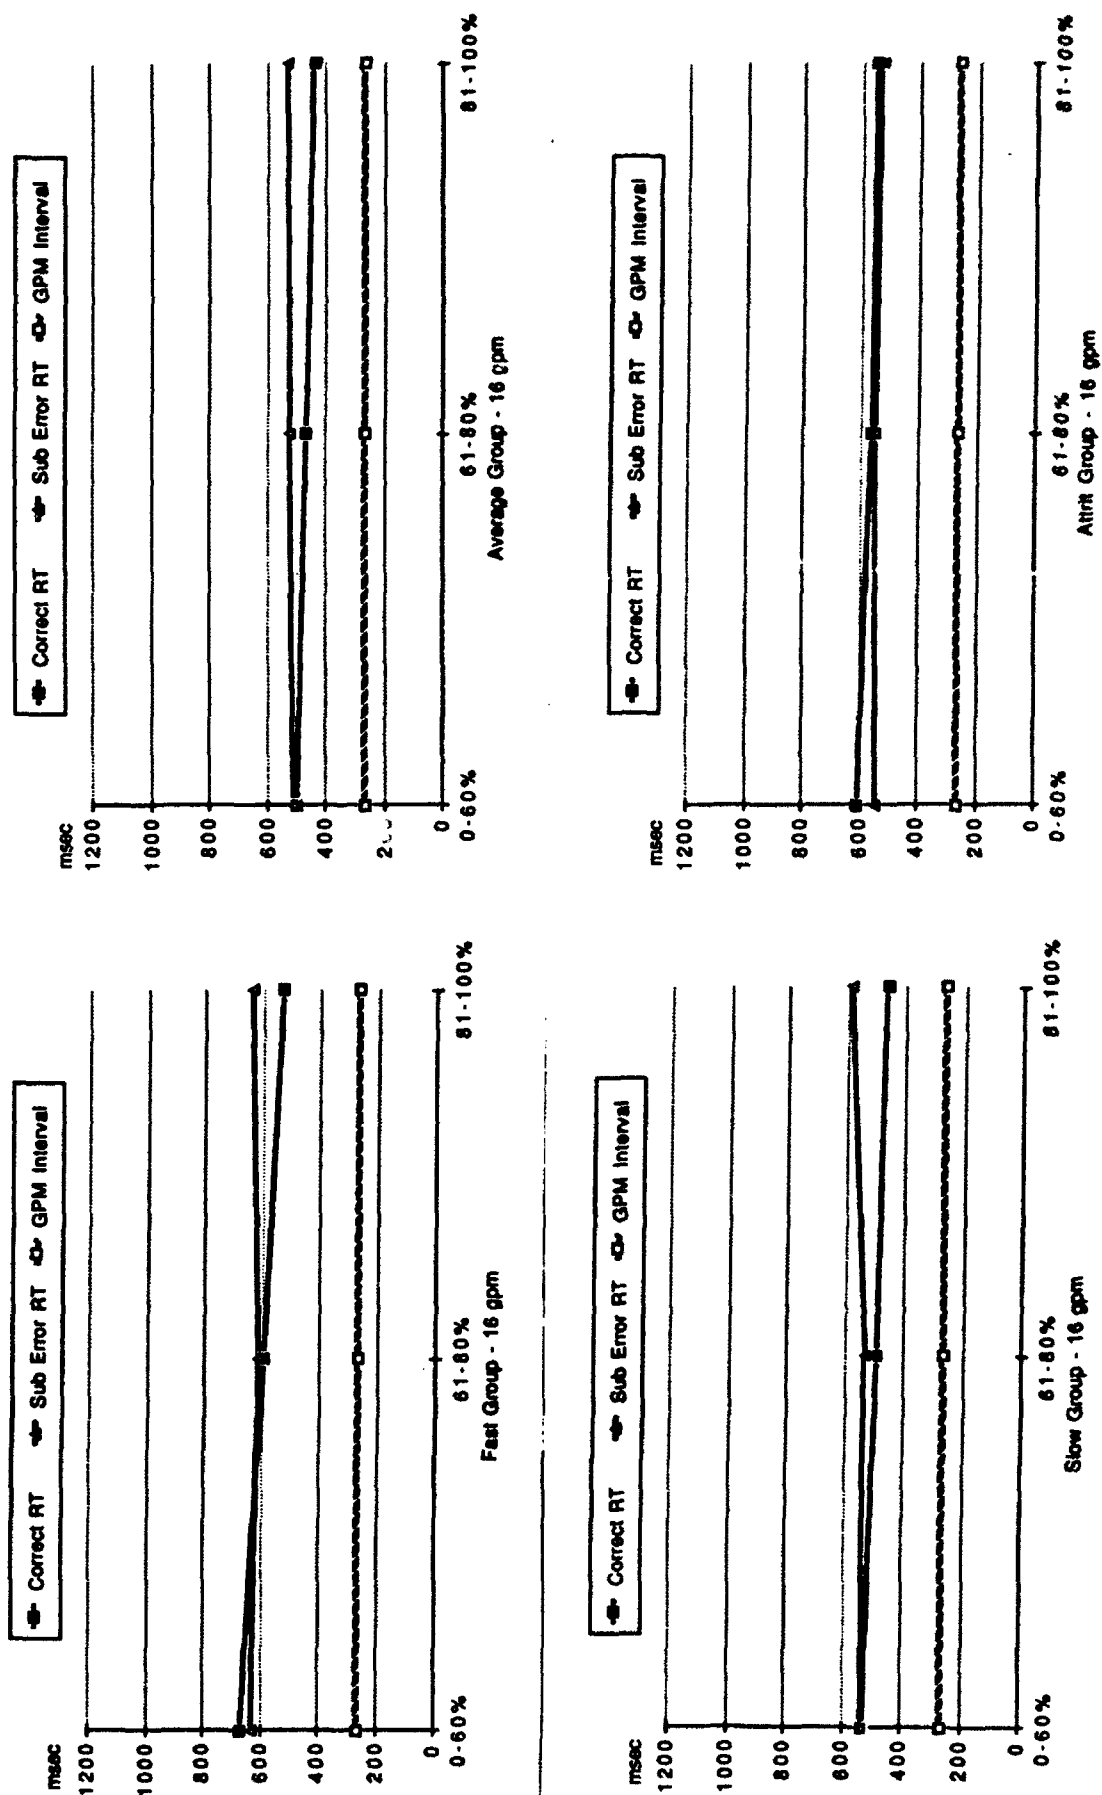 Correct RT Sub Error RT GPM Interval
msec
1200
1000
800
600
400
200
0
0-60% 61-80% 81-100%
Fast Group - 16 gpm
Correct RT Sub Error RT GPM Interval
msec
1200
1000
800
600
400
0
0-60% 61-80% 81-100%
Average Group - 16 gpm
Correct RT Sub Error RT GPM Interval
msec
1200
1000
800
600
400
200
0
0-60% 61-80% 81-100%
Slow Group - 16 gpm
Correct RT Sub Error RT GPM Interval
msec
1200
1000
800
600
400
200
0
0-60% 61-80% 81-100%
Attrit Group - 16 gpm